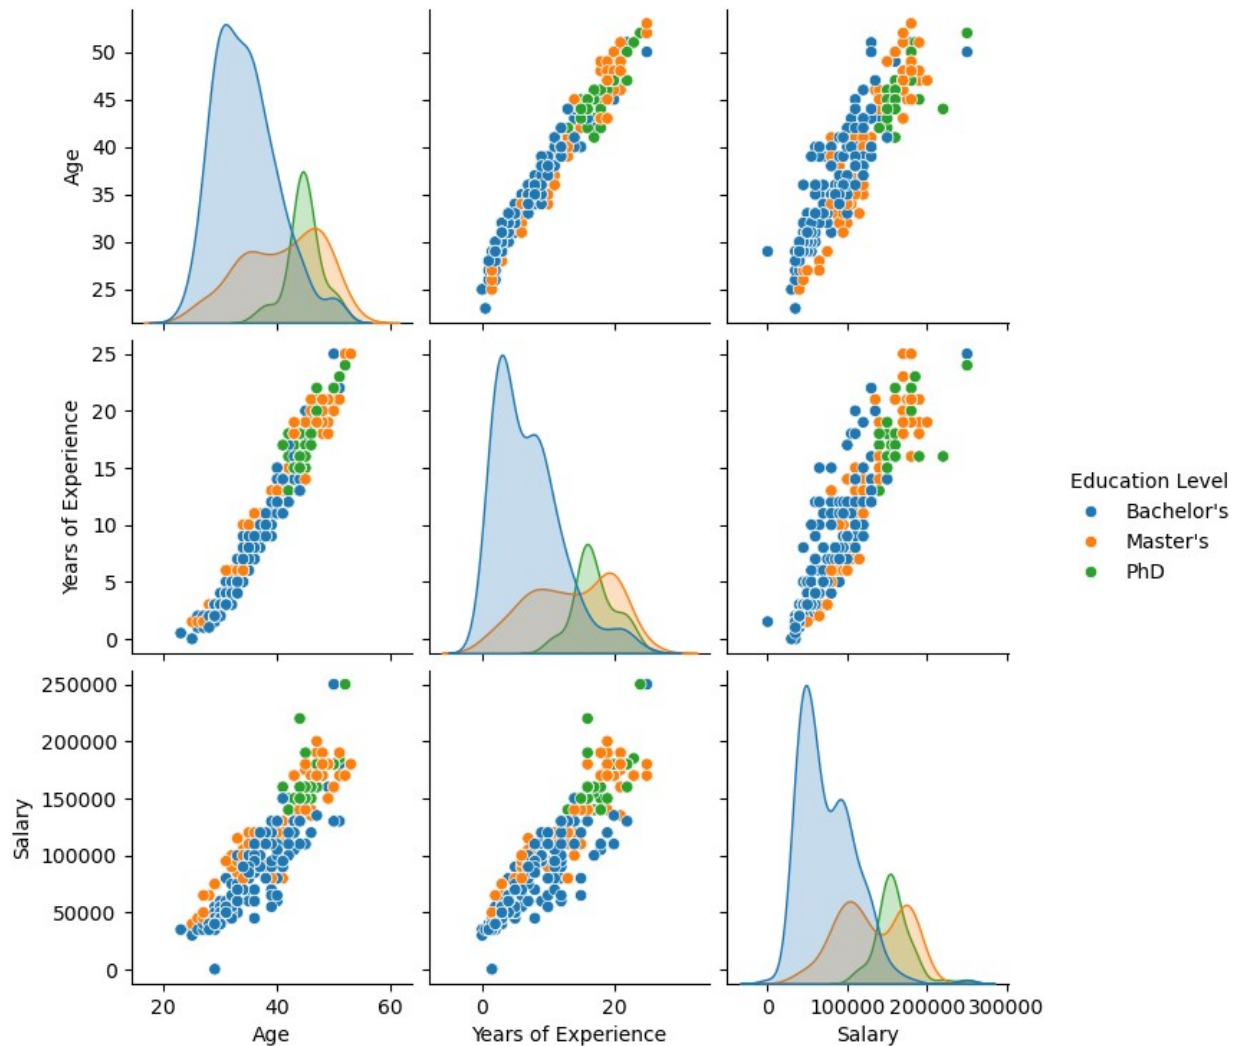 Age
50
45
40
35
30
25
Years of Experience
25
20
15
10
5
0
Salary
250000
200000
150000
100000
50000
0
20 40 60
Age
0 20
Years of Experience
0 100000 200000 300000
Salary
Education Level
Bachelor's
Master's
PhD